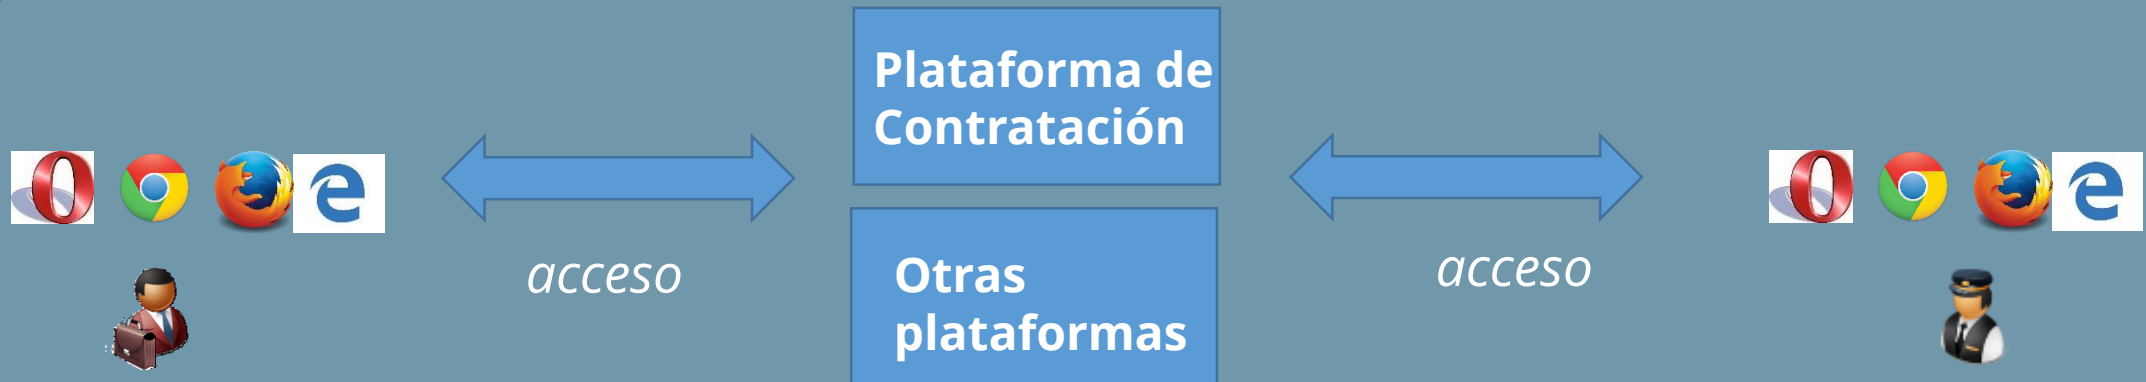 Plataforma de
Contratación
acceso
Otras
plataformas
acceso